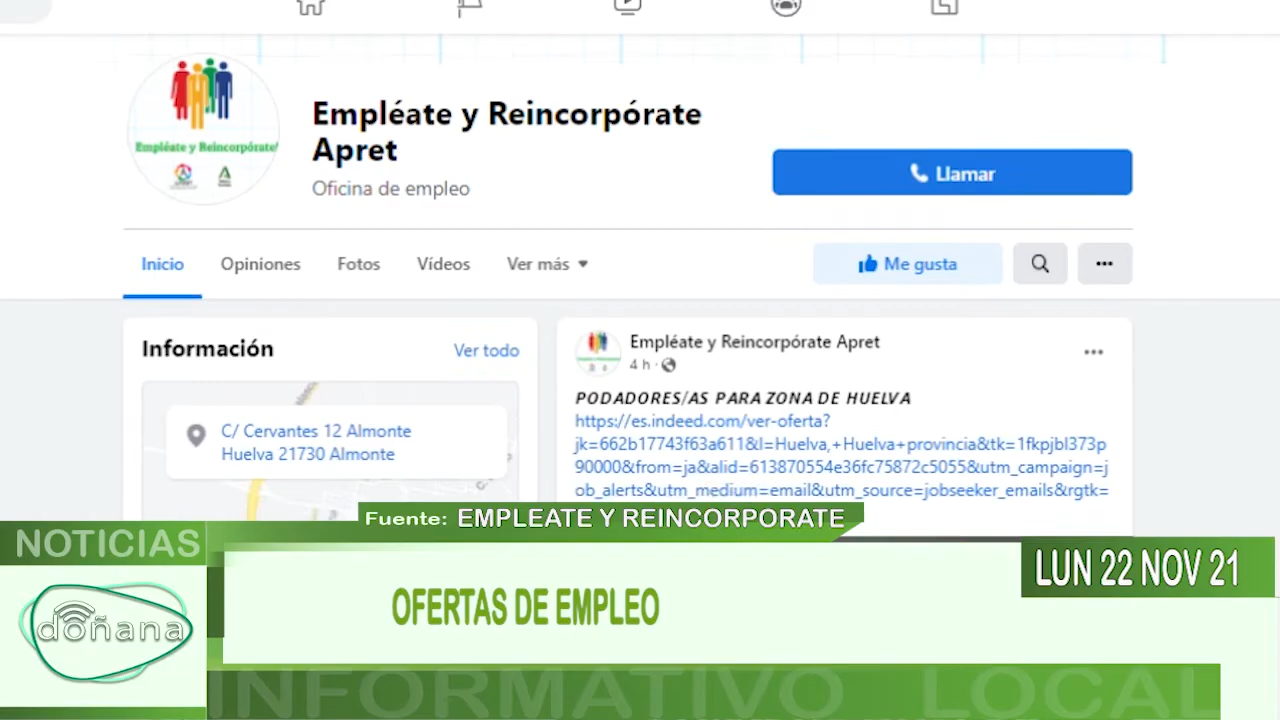 Empléate y Reincorpórate!
Empléate y Reincorpórate
Apret
Oficina de empleo
Llamar
Inicio
Opiniones
Fotos
Vídeos
Ver más
Me gusta
Información
Ver todo
C/ Cervantes 12 Almonte
Huelva 21730 Almonte
Empléate y Reincorpórate Apret
4 h ·
PODADORES/AS PARA ZONA DE HUELVA
https://es.indeed.com/ver-oferta?
jk=662b17743f63a611&l=Huelva,+Huelva+provincia&tk=1fkpjbl373p
90000&from=ja&alid=613870554e36fc75872c5055&utm_campaign=j
ob_alerts&utm_medium=email&utm_source=jobseeker_emails&rgtk=
Fuente: EMPLEATE Y REINCORPORATE
NOTICIAS
LUN 22 NOV 21
doñana
OFERTAS DE EMPLEO
INFORMATIVO LOCAL